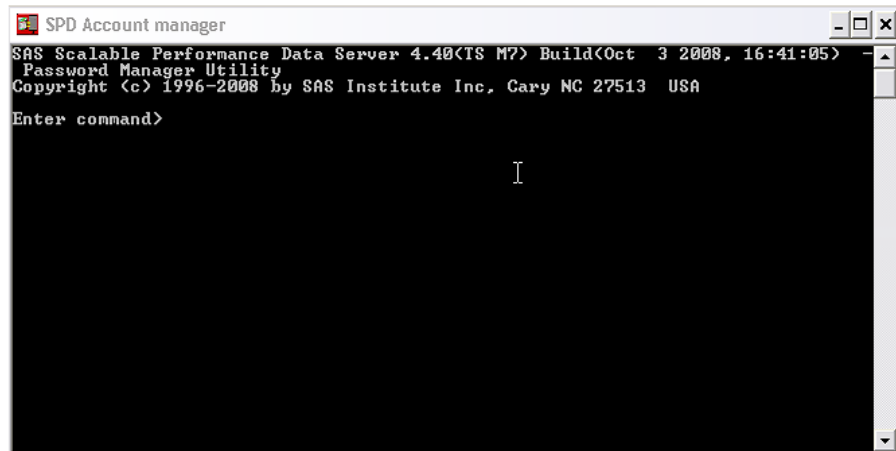 SPD Account manager
SAS Scalable Performance Data Server 4.40(TS M7) Build(Oct  3 2008, 16:41:05)  -
 Password Manager Utility
Copyright (c) 1996-2008 by SAS Institute Inc, Cary NC 27513  USA
Enter command>